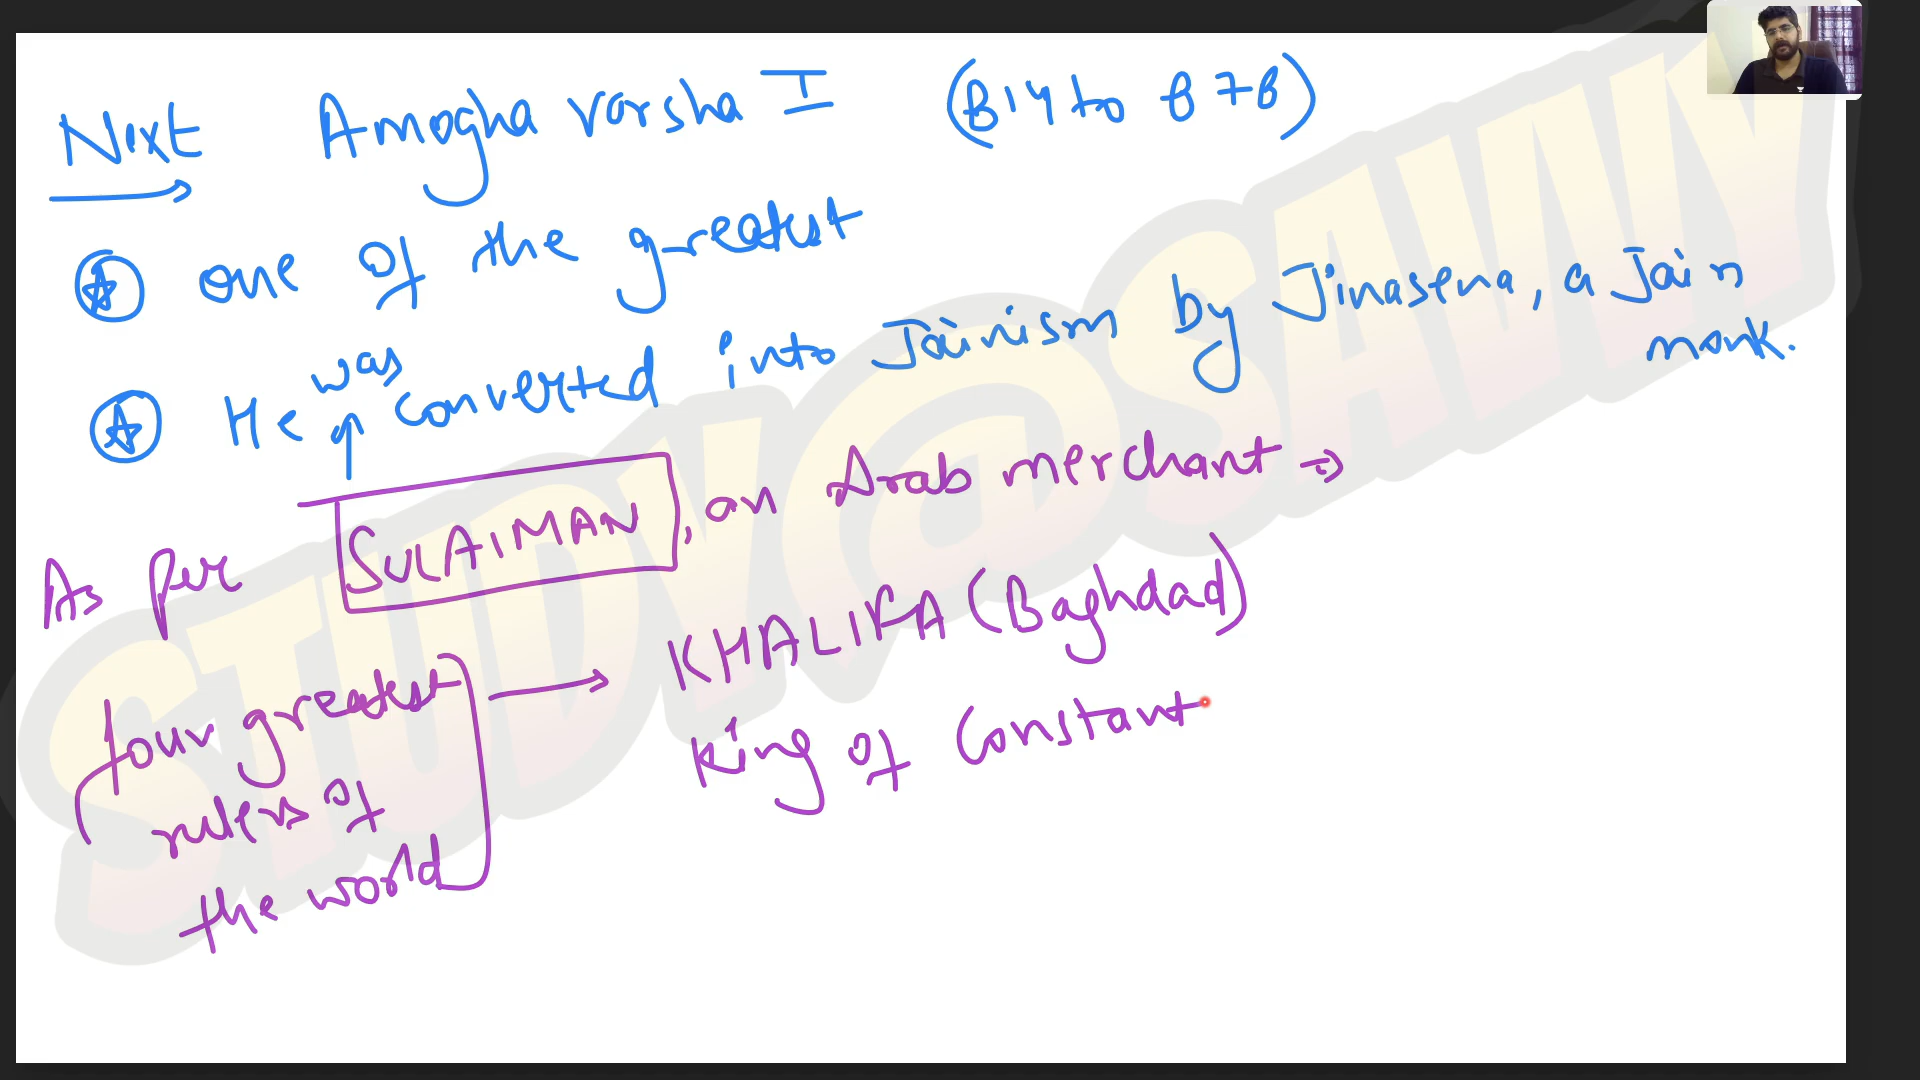 Next Amogha varsha I (814 to 878)
one of the greatest
He was converted into Jainism by Jinasena, a Jain monk.
As per SULAIMAN, an Arab merchant →
four greatest rulers of the world → KHALIFA (Baghdad)
King of Constant
STUDY@SAVVY